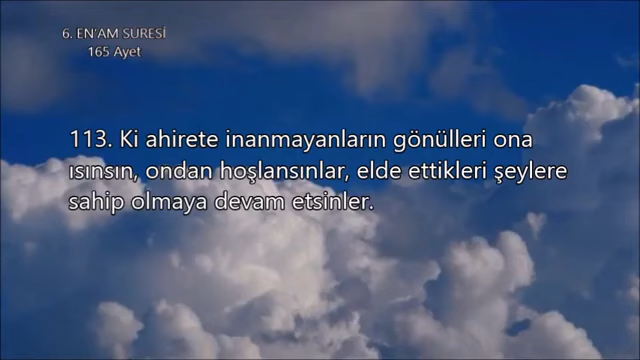 6. EN'AM SURESİ
165 Ayet
113. Ki ahirete inanmayanların gönülleri ona
ısınsın, ondan hoşlansınlar, elde ettikleri şeylere
sahip olmaya devam etsinler.